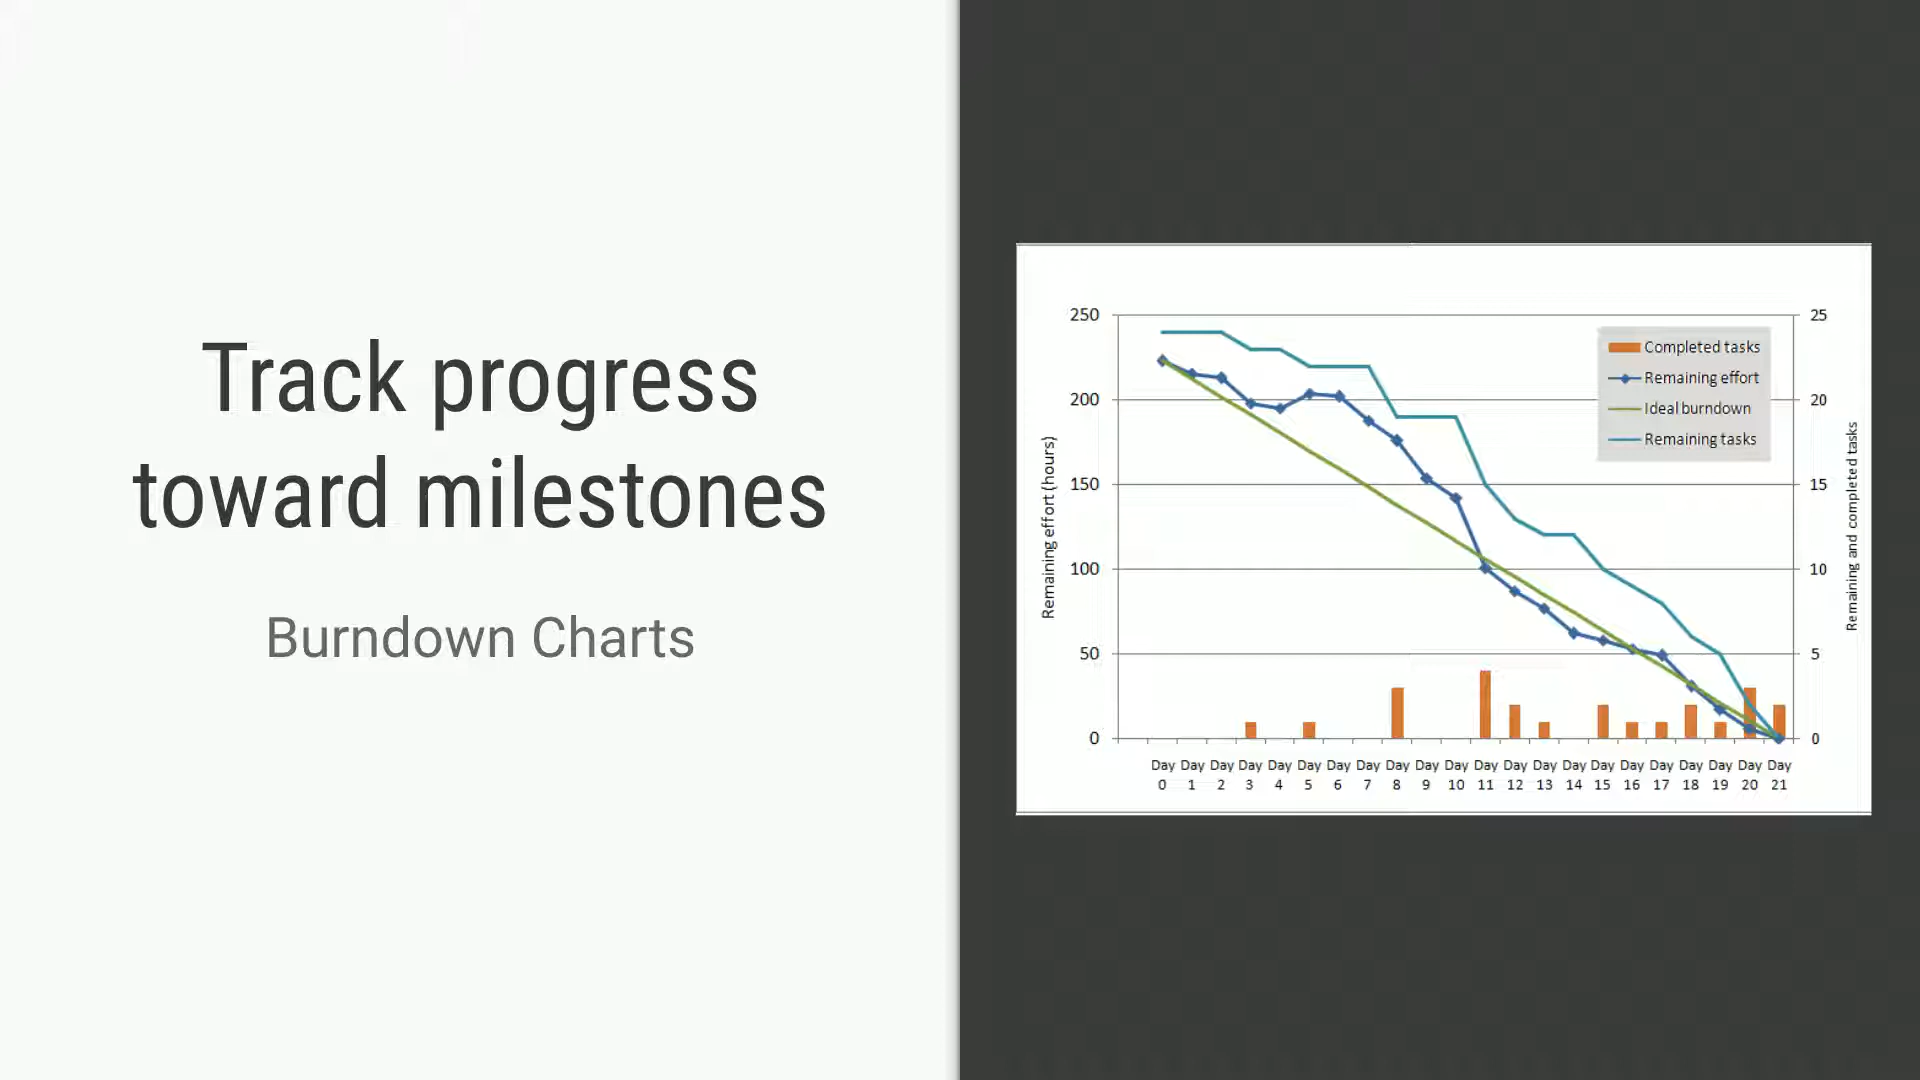 Track progress
toward milestones
Burndown Charts
250
200
150
100
50
0
Remaining effort (hours)
Completed tasks
Remaining effort
Ideal burndown
Remaining tasks
25
20
15
10
5
0
Remaining and completed tasks
Day Day Day Day Day Day Day Day Day Day Day Day Day Day Day Day Day Day Day Day Day Day
0 1 2 3 4 5 6 7 8 9 10 11 12 13 14 15 16 17 18 19 20 21